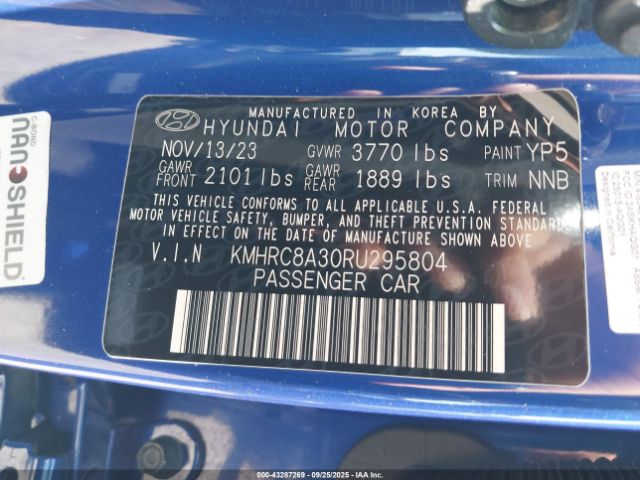 MANUFACTURED IN KOREA BY
HYUNDAI MOTOR COMPANY
NOV/13/23 GVWR 3770 lbs PAINT YP5
GAWR FRONT 2101 lbs GAWR REAR 1889 lbs TRIM NNB
THIS VEHICLE CONFORMS TO ALL APPLICABLE U.S.A. FEDERAL
MOTOR VEHICLE SAFETY, BUMPER, AND THEFT PREVENTION STANDARDS
IN EFFECT ON THE DATE OF MANUFACTURE SHOWN ABOVE.
V.I.N KMHRC8A30RU295804
PASSENGER CAR
C-BOND
NANOSHIELD
000-43287269 - 09/25/2025 - COPYRIGHT IAA, LLC.